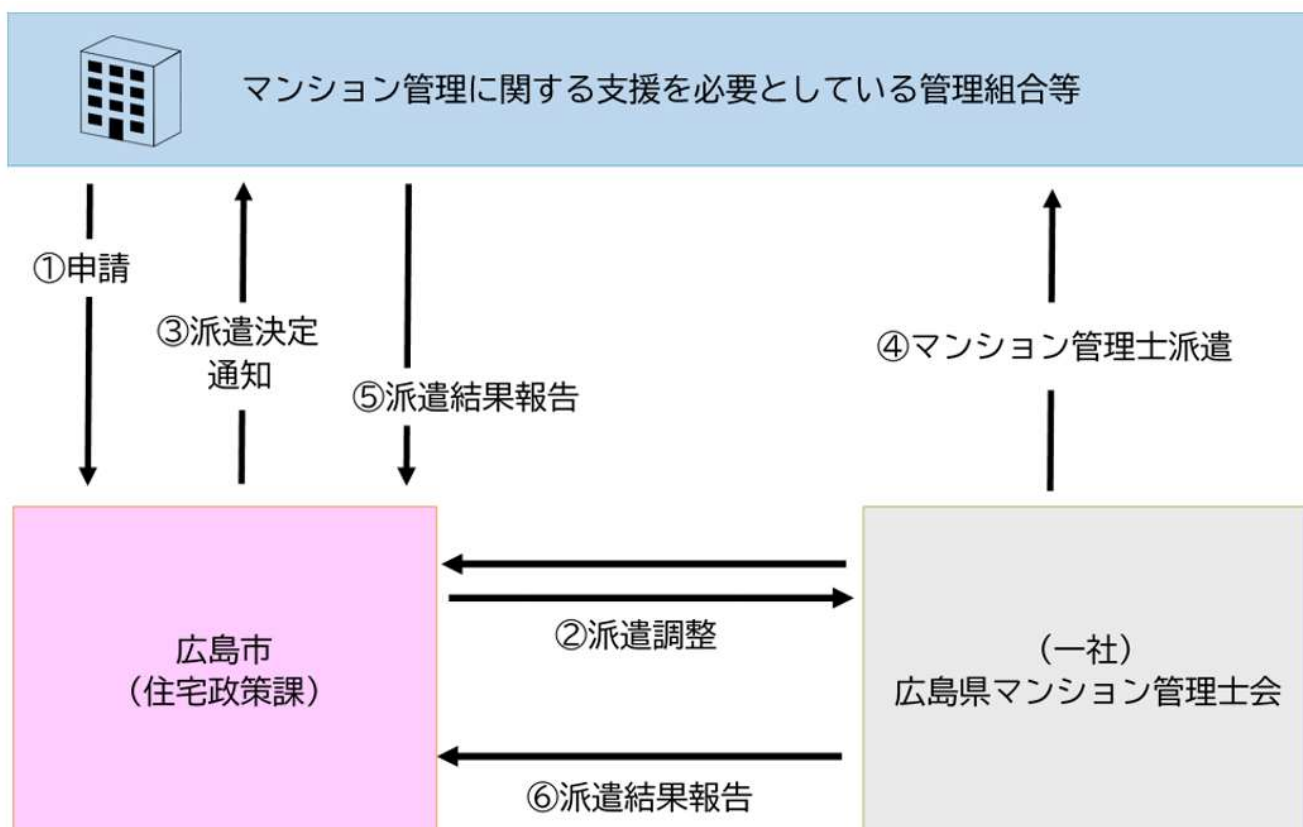 マンション管理に関する支援を必要としている管理組合等
①申請
③派遣決定
通知
⑤派遣結果報告
④マンション管理士派遣
広島市
（住宅政策課）
②派遣調整
（一社）
広島県マンション管理士会
⑥派遣結果報告